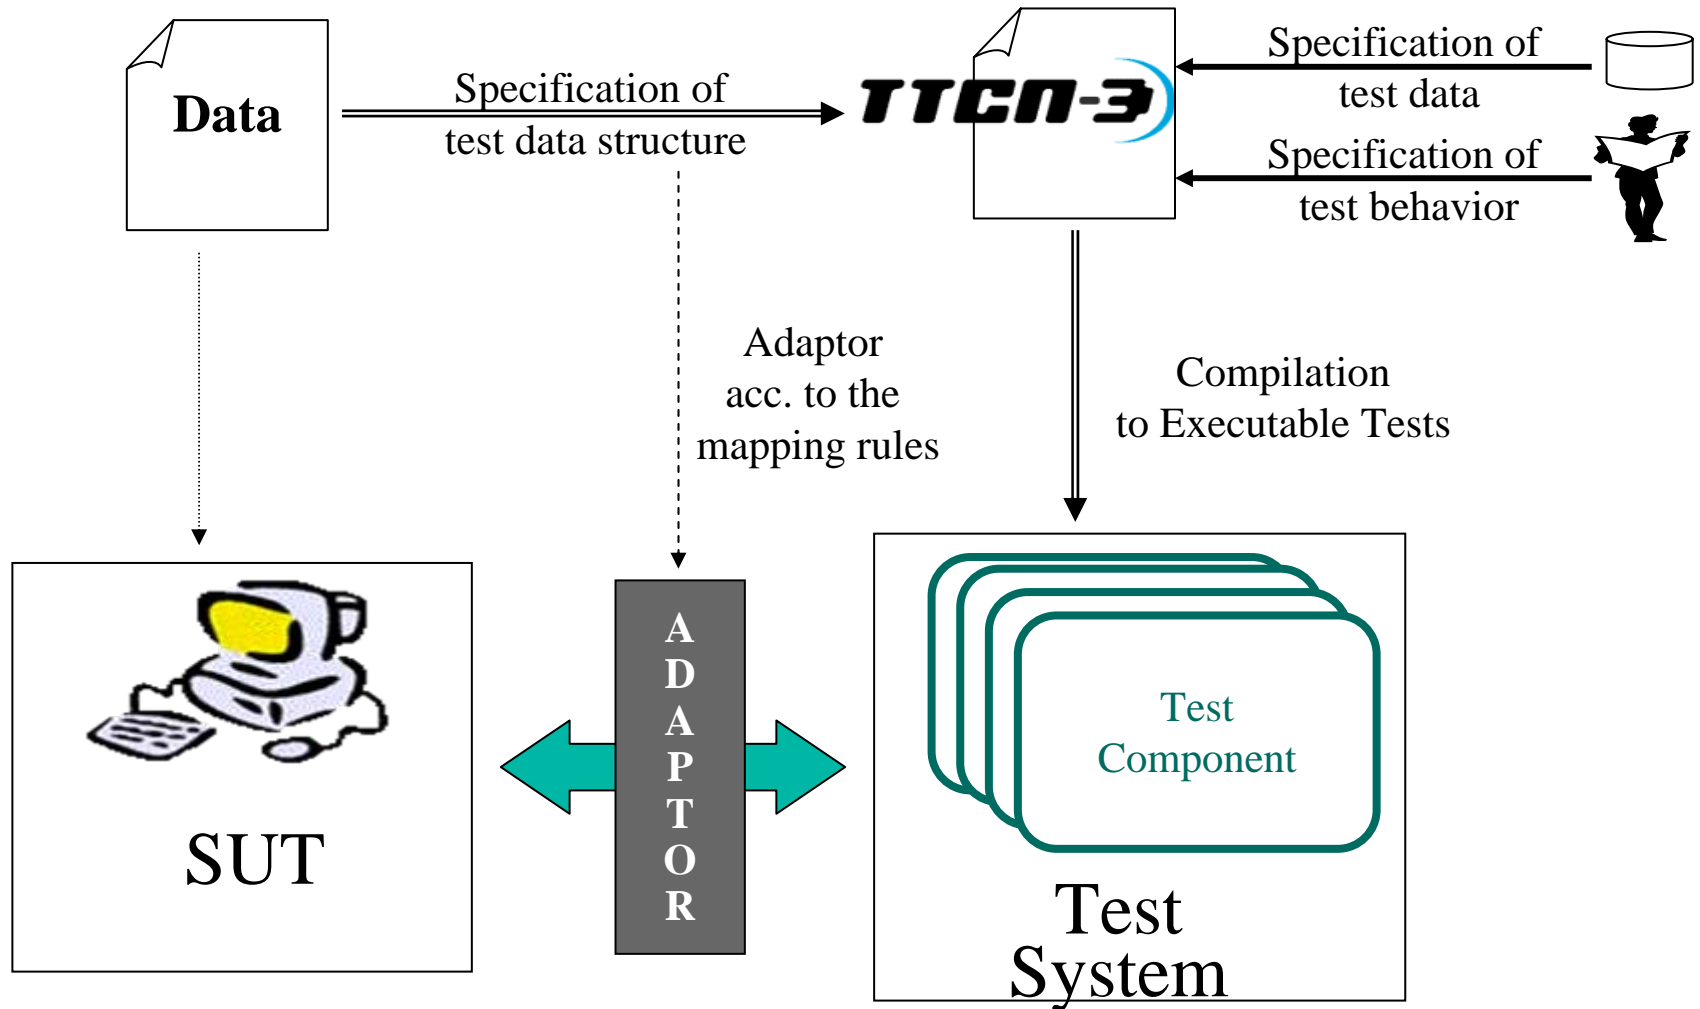 Data
Specification of
test data structure
TTCN-3
Specification of
test data
Specification of
test behavior
Adaptor
acc. to the
mapping rules
Compilation
to Executable Tests
SUT
ADAPTOR
Test
Component
Test
System